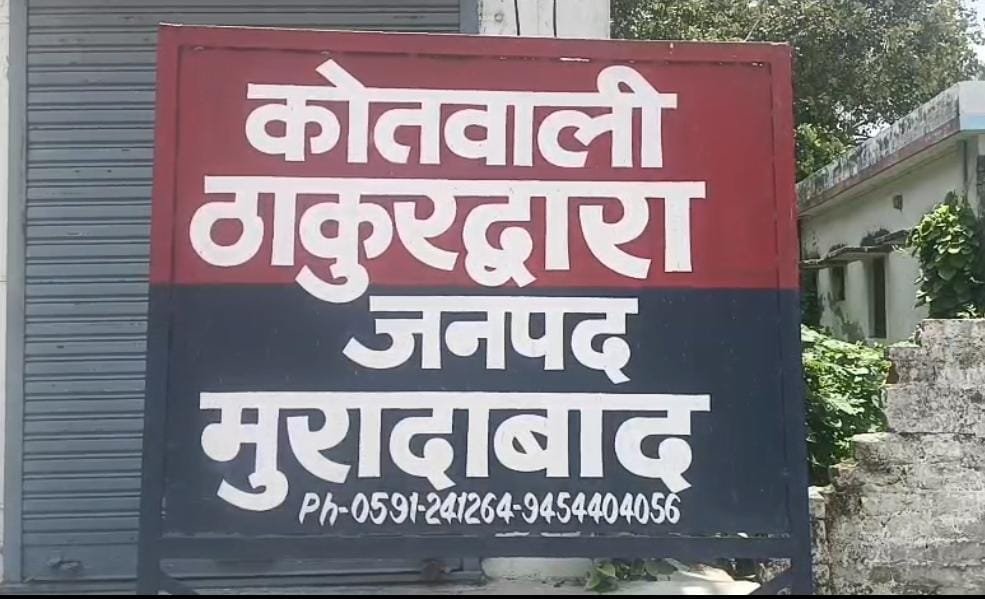 कोतवाली
ठाकुरद्वारा
जनपद
मुरादाबाद
Ph-0591-241264-9454404056